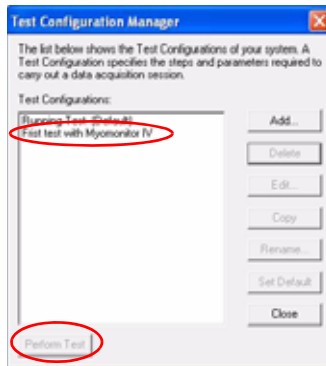 Test Configuration Manager
The list below shows the Test Configurations of your system. A
Test Configuration specifies the steps and parameters required to
carry out a data acquisition session.
Test Configurations:
Running Test (Default)
Frist test with Myomonitor IV
Add...
Delete
Edit...
Copy
Rename...
Set Default
Close
Perform Test